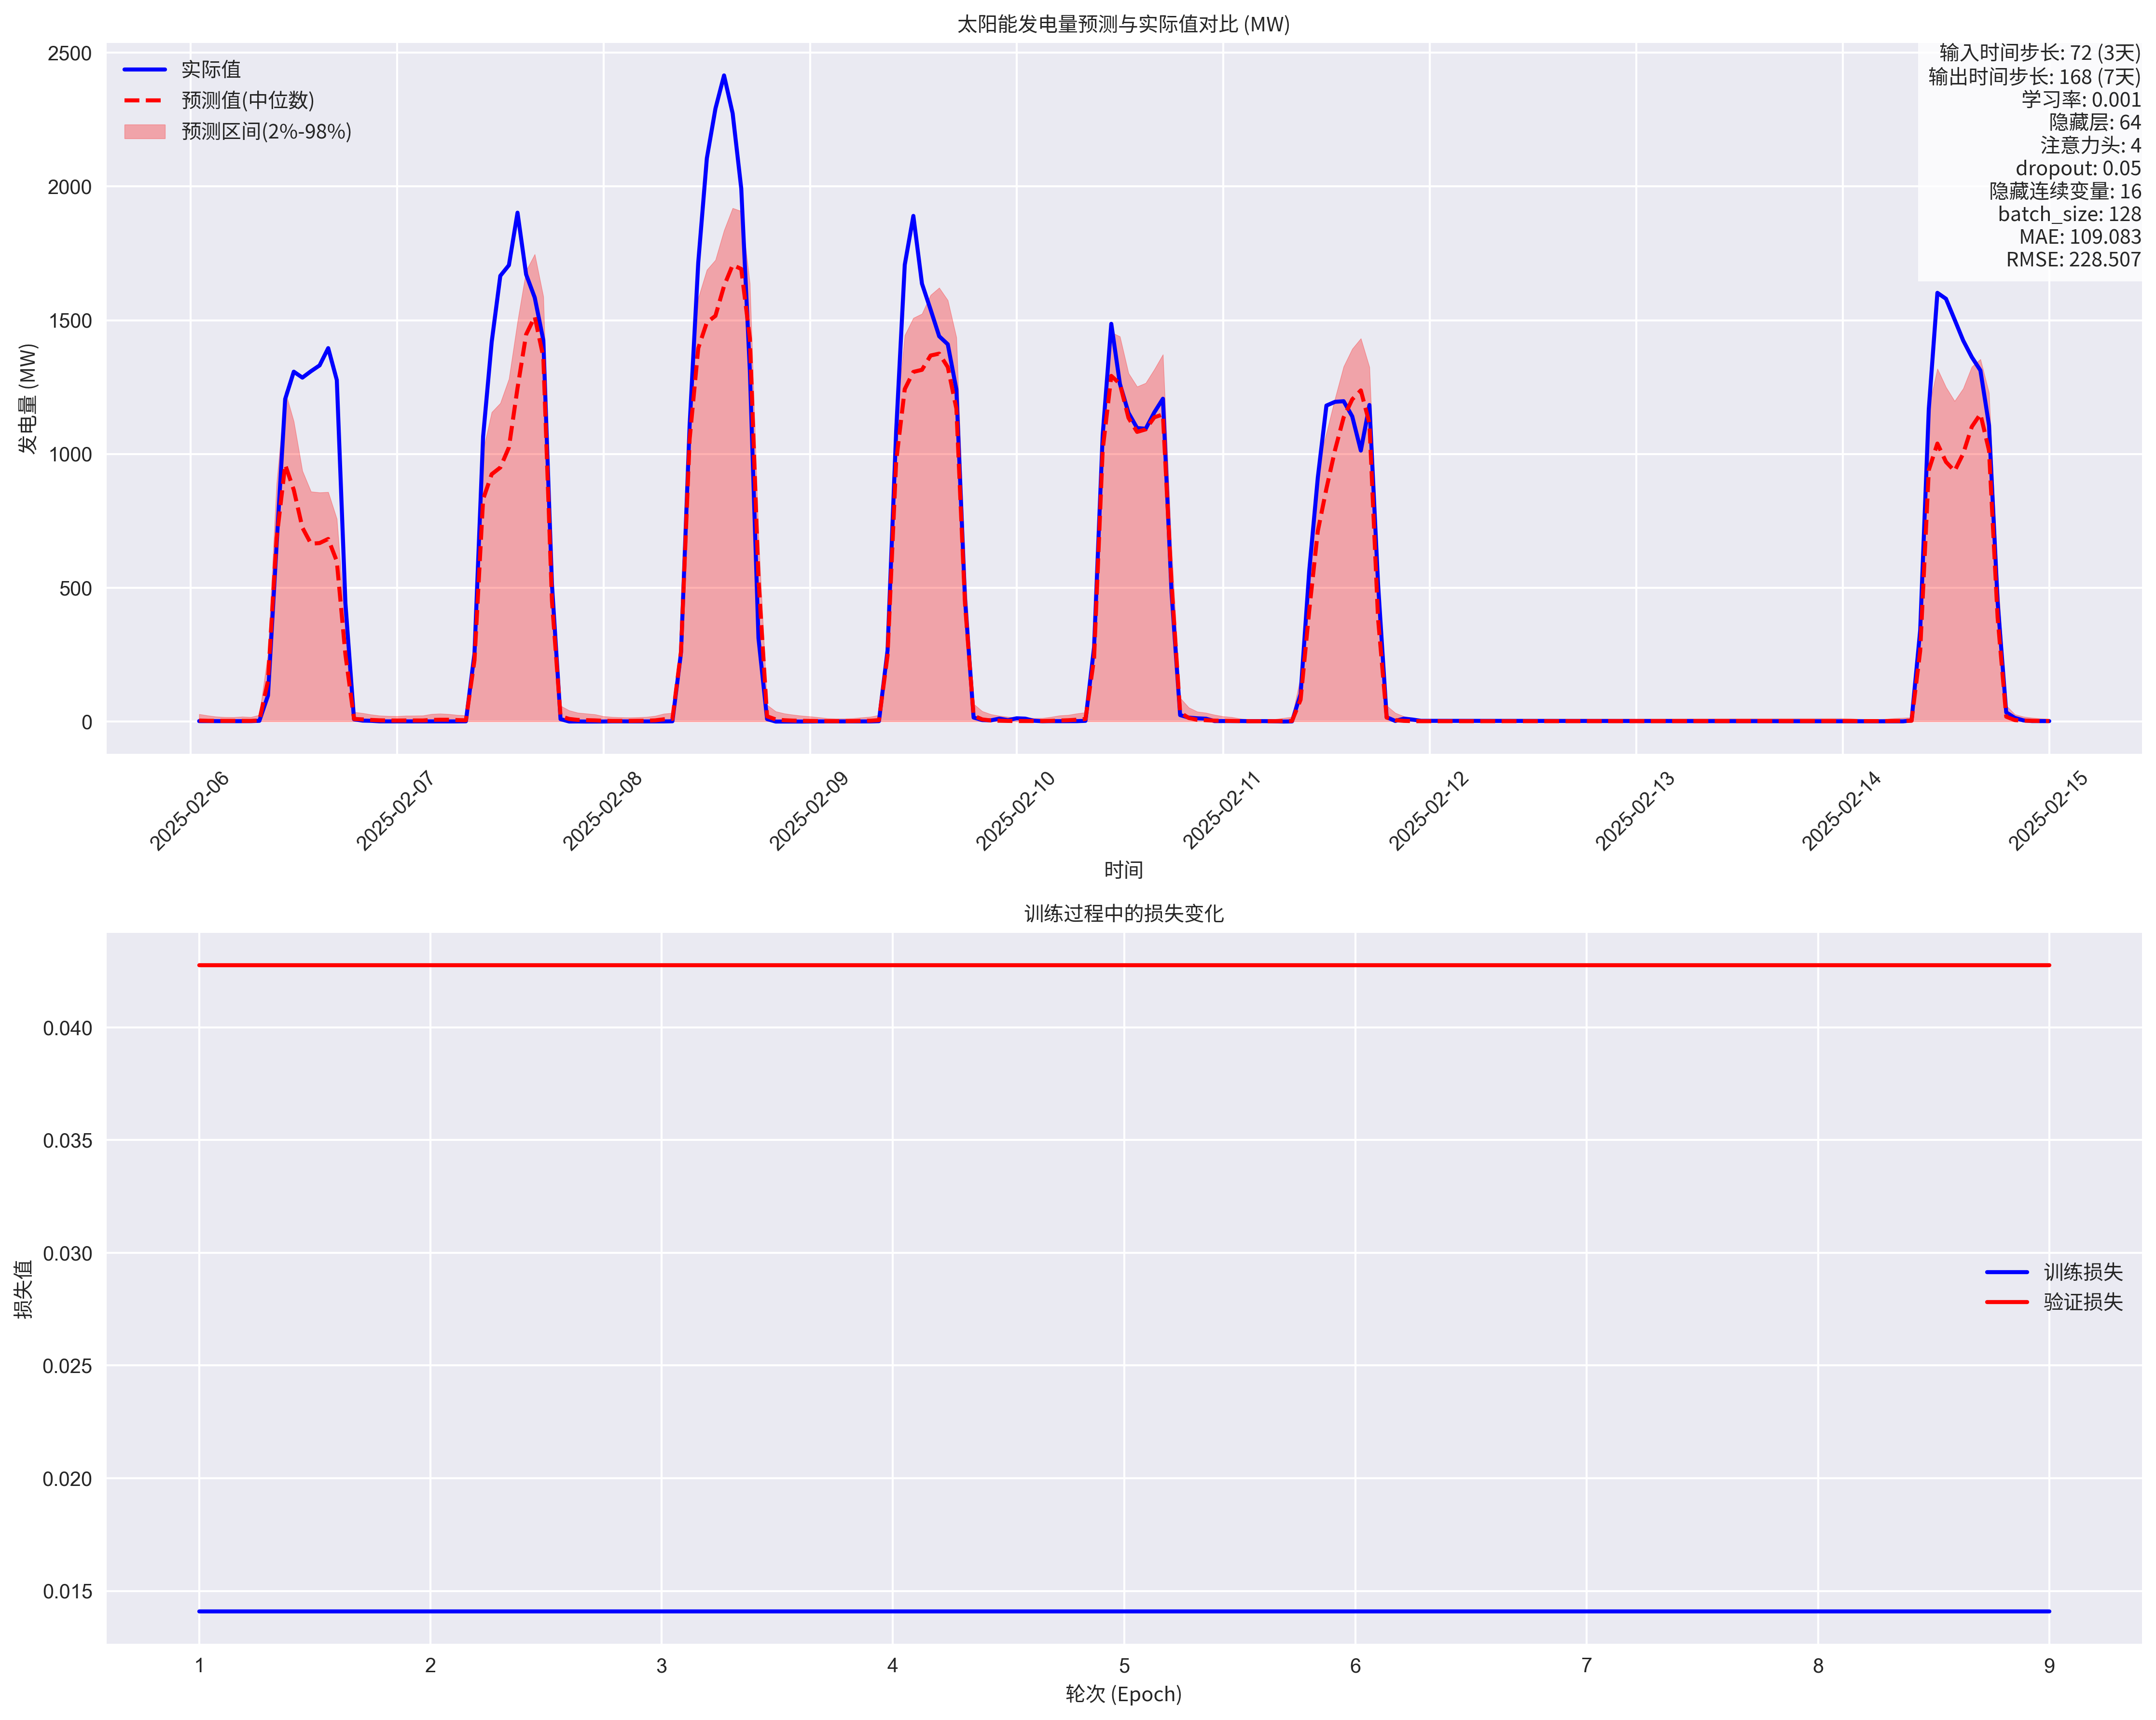 太阳能发电量预测与实际值对比 (MW)
2500
2000
1500
1000
500
0
发电量 (MW)
实际值
预测值(中位数)
预测区间(2%-98%)
输入时间步长: 72 (3天)
输出时间步长: 168 (7天)
学习率: 0.001
隐藏层: 64
注意力头: 4
dropout: 0.05
隐藏连续变量: 16
batch_size: 128
MAE: 109.083
RMSE: 228.507
2025-02-06
2025-02-07
2025-02-08
2025-02-09
2025-02-10
2025-02-11
2025-02-12
2025-02-13
2025-02-14
2025-02-15
时间
训练过程中的损失变化
0.040
0.035
0.030
0.025
0.020
0.015
损失值
训练损失
验证损失
1
2
3
4
5
6
7
8
9
轮次 (Epoch)